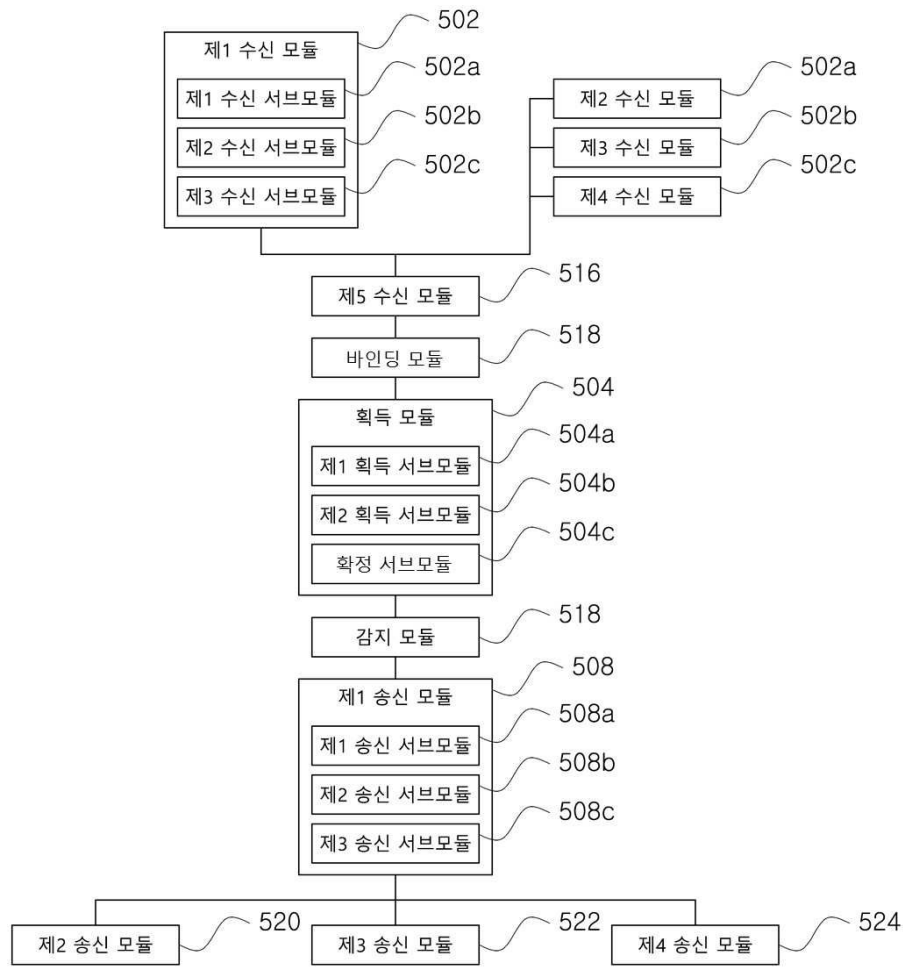 502
제1 수신 모듈
502a
제1 수신 서브모듈
502b
제2 수신 서브모듈
502c
제3 수신 서브모듈
502a
제2 수신 모듈
502b
제3 수신 모듈
502c
제4 수신 모듈
516
제5 수신 모듈
518
바인딩 모듈
504
획득 모듈
504a
제1 획득 서브모듈
504b
제2 획득 서브모듈
504c
확정 서브모듈
518
감지 모듈
508
제1 송신 모듈
508a
제1 송신 서브모듈
508b
제2 송신 서브모듈
508c
제3 송신 서브모듈
520
제2 송신 모듈
522
제3 송신 모듈
524
제4 송신 모듈